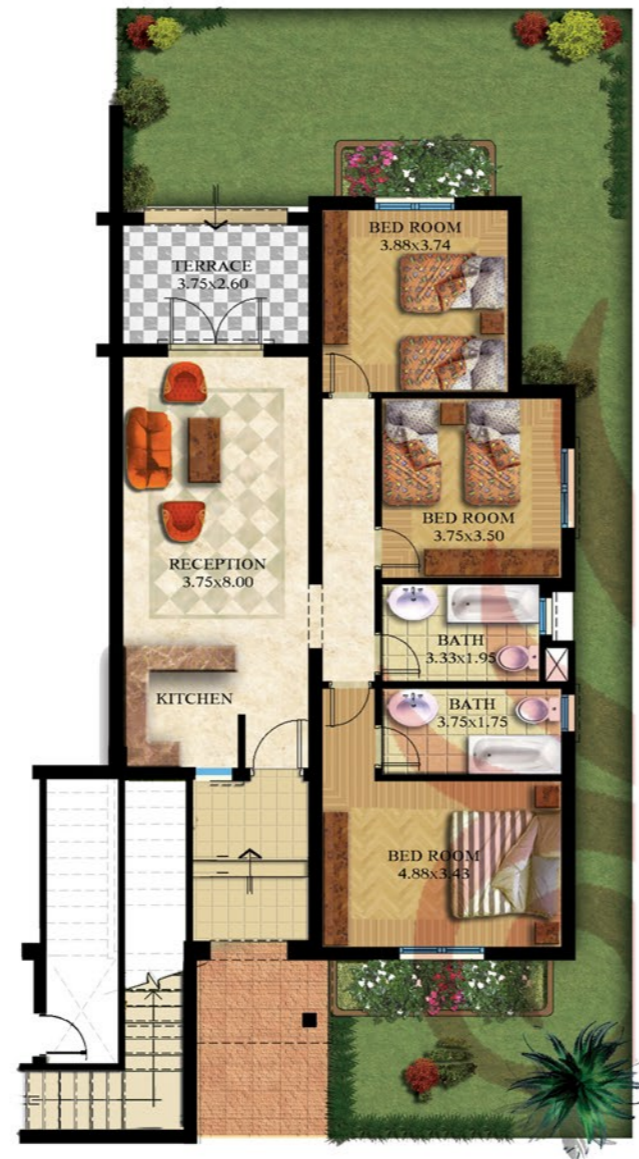 BED ROOM
3.88x3.74
TERRACE
3.75x2.60
BED ROOM
3.75x3.50
RECEPTION
3.75x8.00
BATH
3.33x1.95
KITCHEN
BATH
3.75x1.75
BED ROOM
4.88x3.43